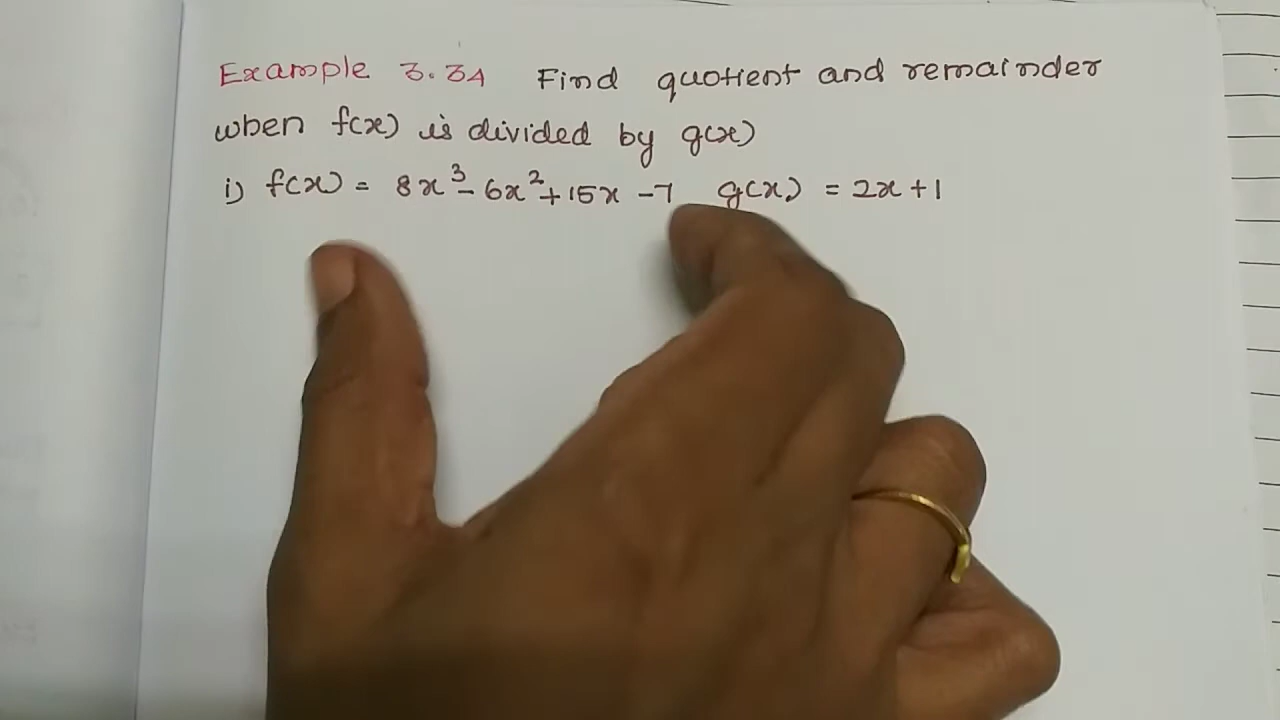 Example 3.34 Find quotient and remainder
when f(x) is divided by g(x)
i) f(x) = 8x³ - 6x² + 15x - 7 g(x) = 2x + 1